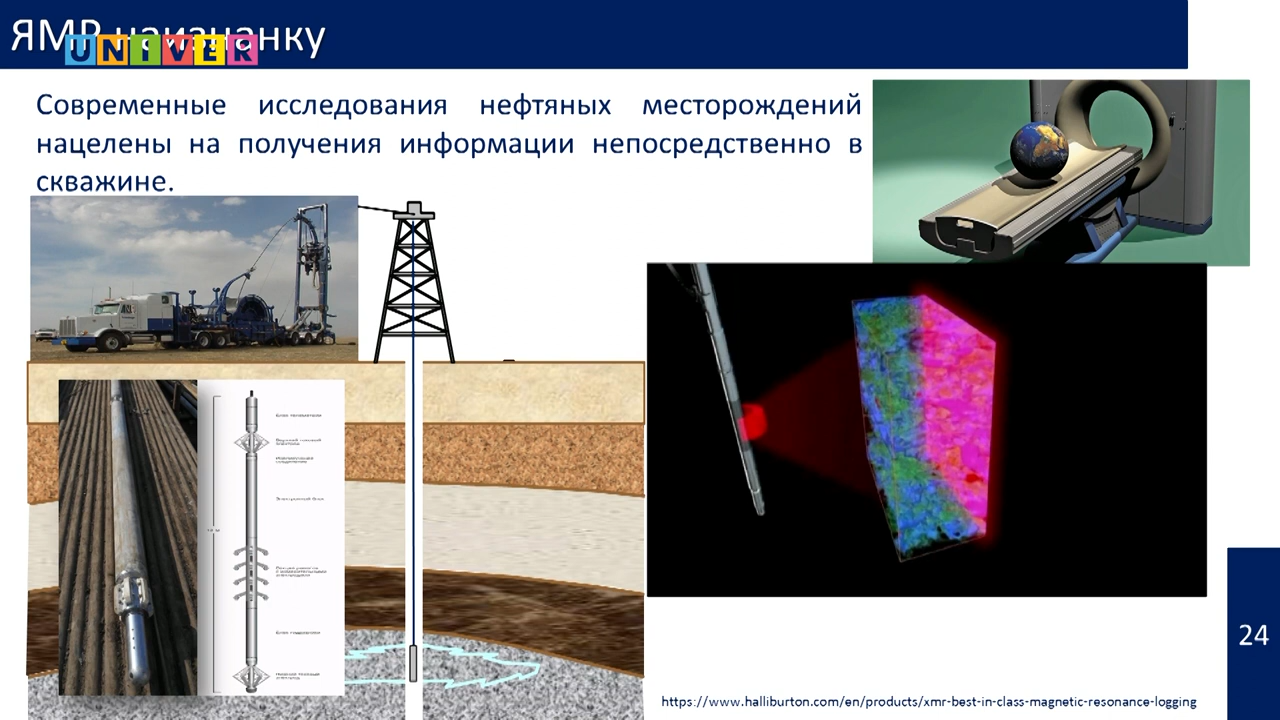 ЯМР наизнанку
UNIVER
Современные исследования нефтяных месторождений
нацелены на получения информации непосредственно в
скважине.
24
https://www.halliburton.com/en/products/xmr-best-in-class-magnetic-resonance-logging